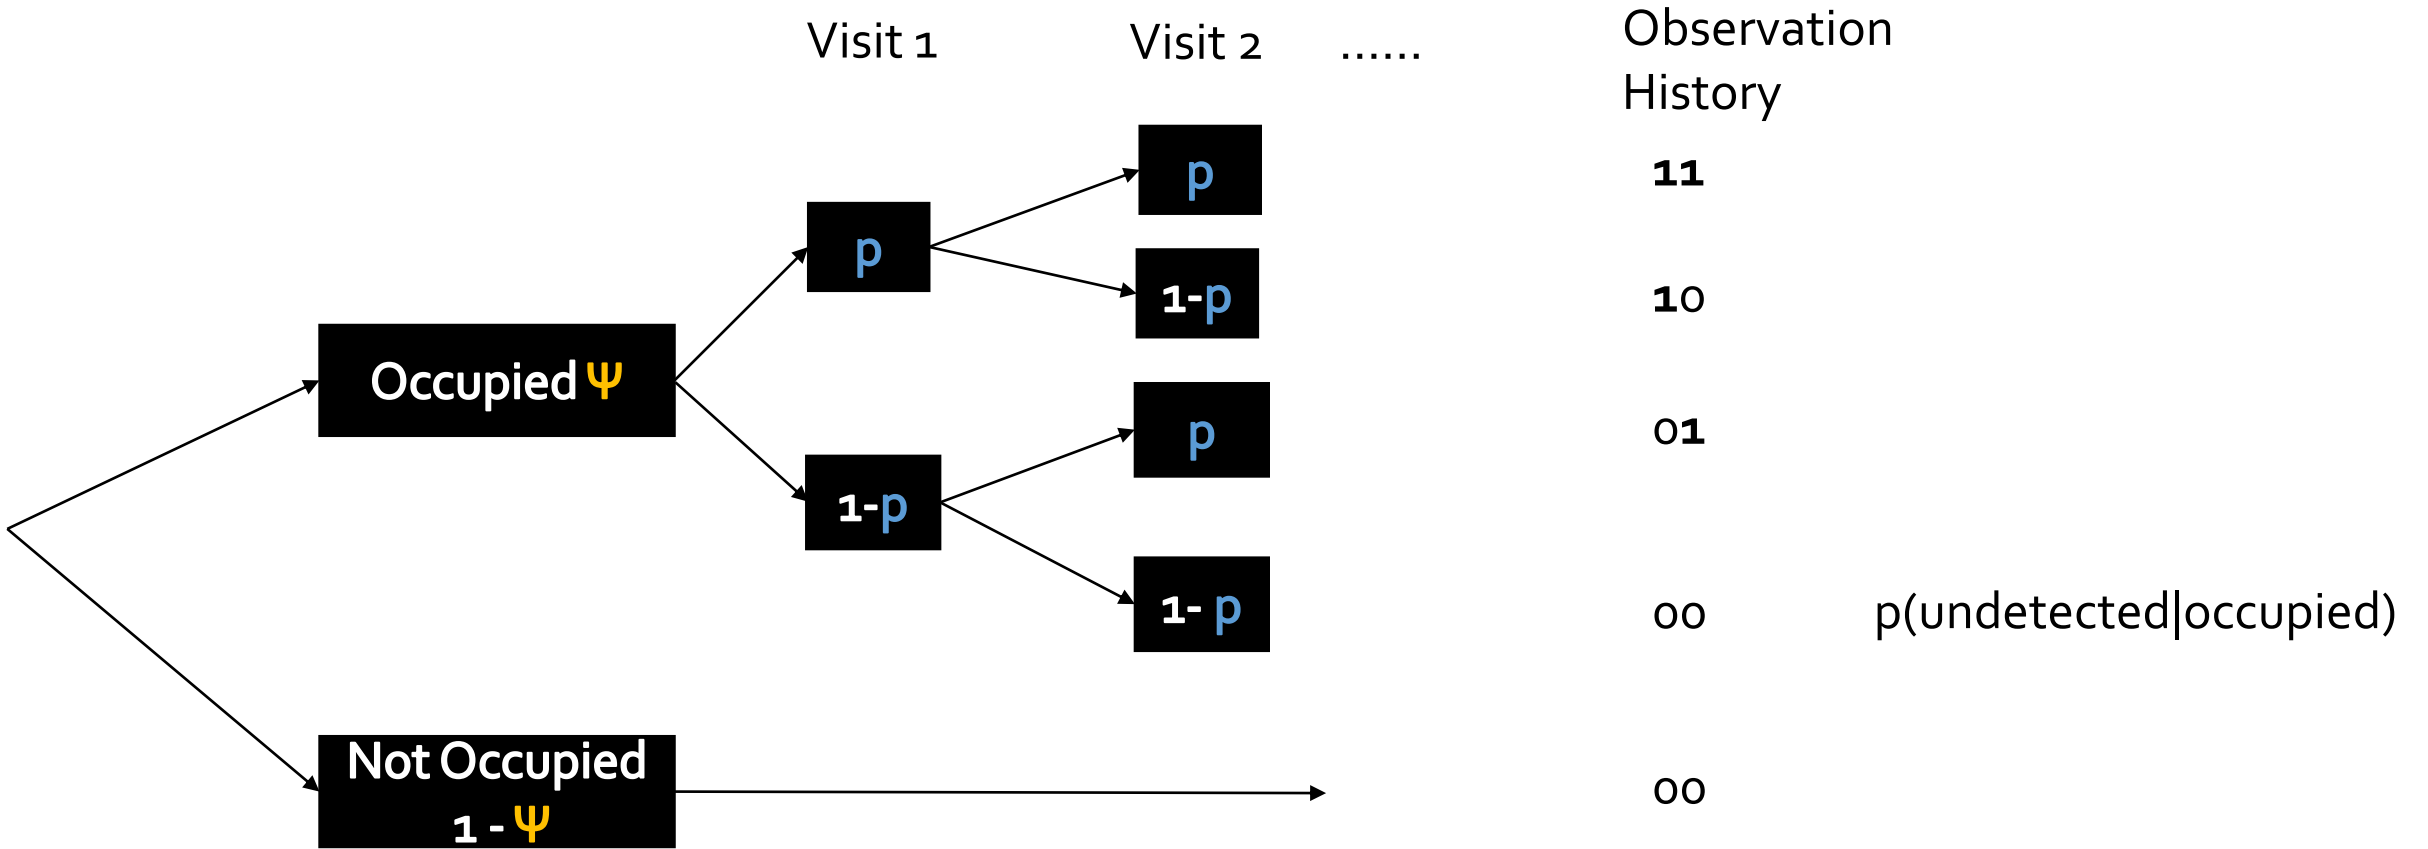 Visit 1
Visit 2
......
Observation
History
p
11
p
1-p
10
Occupied Ψ
p
01
1-p
1- p
00
p(undetected|occupied)
Not Occupied
1 - Ψ
00